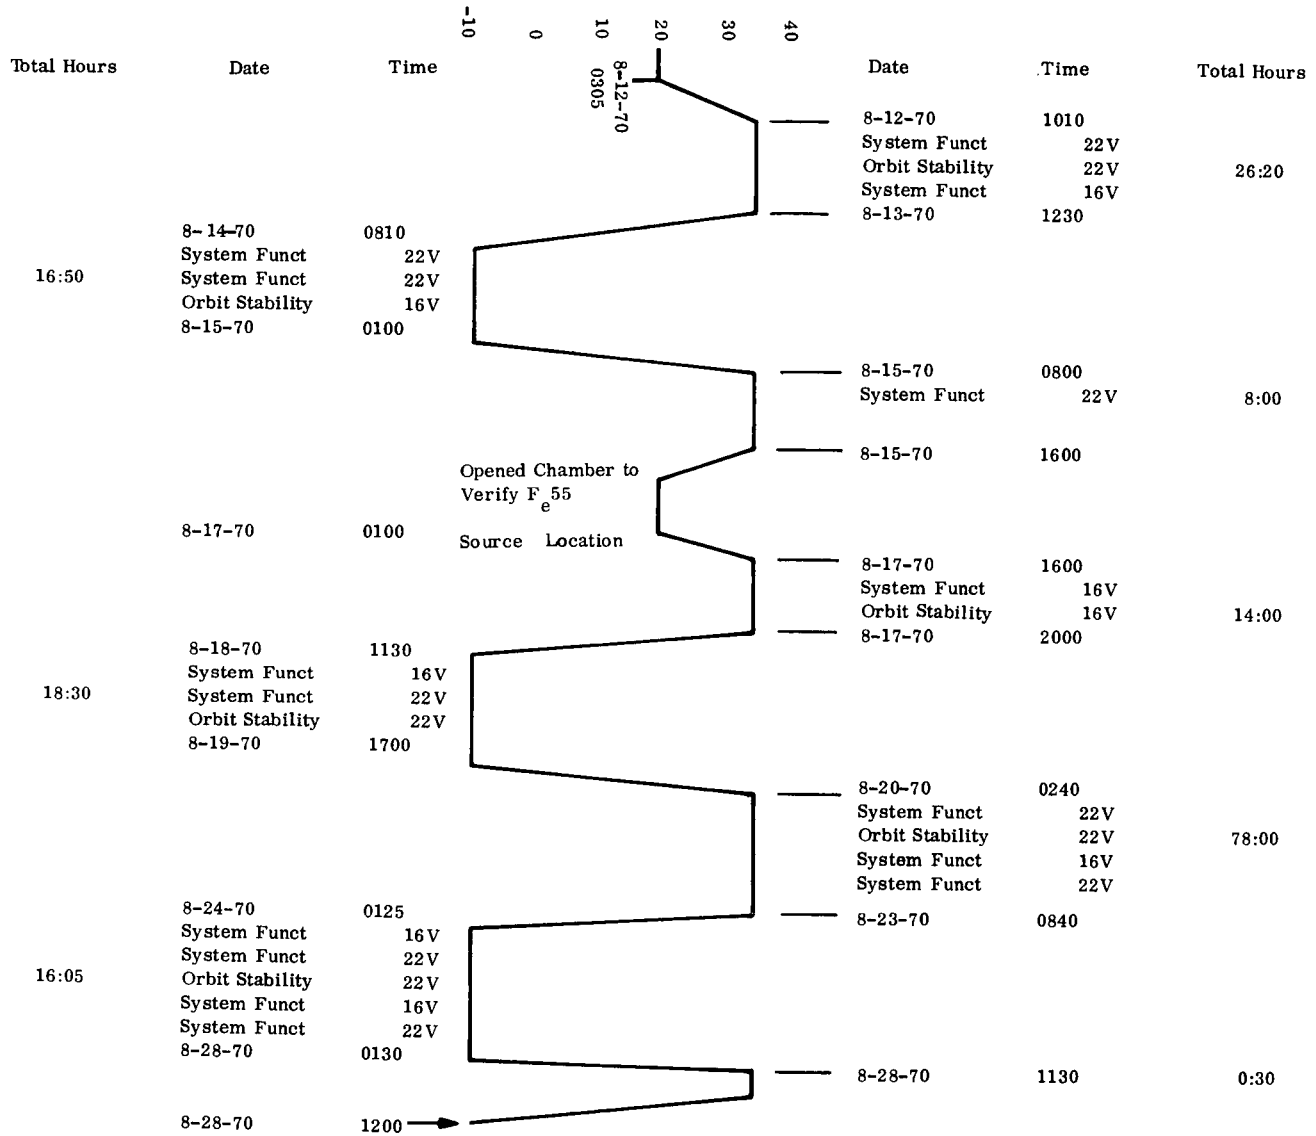 -10 0 10 20 30 40
Total Hours Date Time Date Time Total Hours
8-12-70
0305
8-12-70 1010
System Funct 22V
Orbit Stability 22V 26:20
System Funct 16V
8-13-70 1230
8-14-70 0810
System Funct 22V
16:50 System Funct 22V
Orbit Stability 16V
8-15-70 0100
8-15-70 0800
System Funct 22V 8:00
8-15-70 1600
Opened Chamber to
Verify Fe55
8-17-70 0100 Source Location
8-17-70 1600
System Funct 16V
Orbit Stability 16V 14:00
8-17-70 2000
8-18-70 1130
System Funct 16V
18:30 System Funct 22V
Orbit Stability 22V
8-19-70 1700
8-20-70 0240
System Funct 22V
Orbit Stability 22V 78:00
System Funct 16V
System Funct 22V
8-23-70 0840
8-24-70 0125
System Funct 16V
System Funct 22V
16:05 Orbit Stability 22V
System Funct 16V
System Funct 22V
8-28-70 0130
8-28-70 1130 0:30
8-28-70 1200